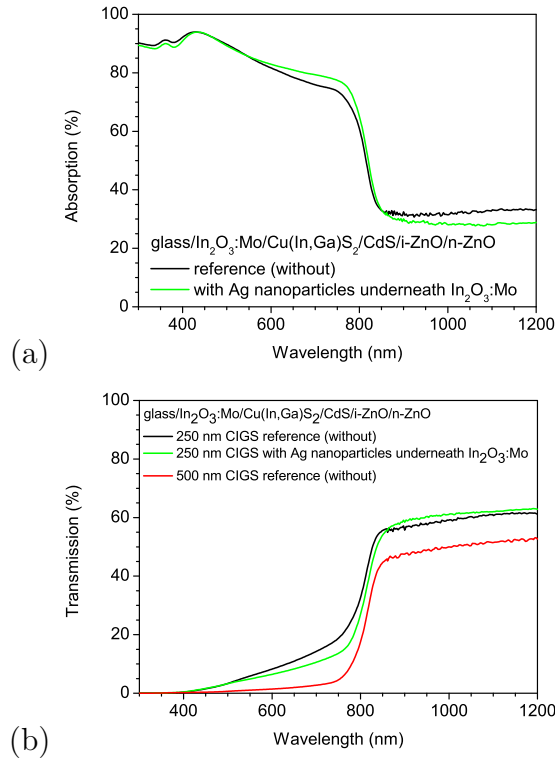 100
80
60
40
20
0
Absorption (%)
glass/In₂O₃:Mo/Cu(In,Ga)S₂/CdS/i-ZnO/n-ZnO
reference (without)
with Ag nanoparticles underneath In₂O₃:Mo
400 600 800 1000 1200
Wavelength (nm)
(a)
100
80
60
40
20
0
Transmission (%)
glass/In₂O₃:Mo/Cu(In,Ga)S₂/CdS/i-ZnO/n-ZnO
250 nm CIGS reference (without)
250 nm CIGS with Ag nanoparticles underneath In₂O₃:Mo
500 nm CIGS reference (without)
400 600 800 1000 1200
Wavelength (nm)
(b)